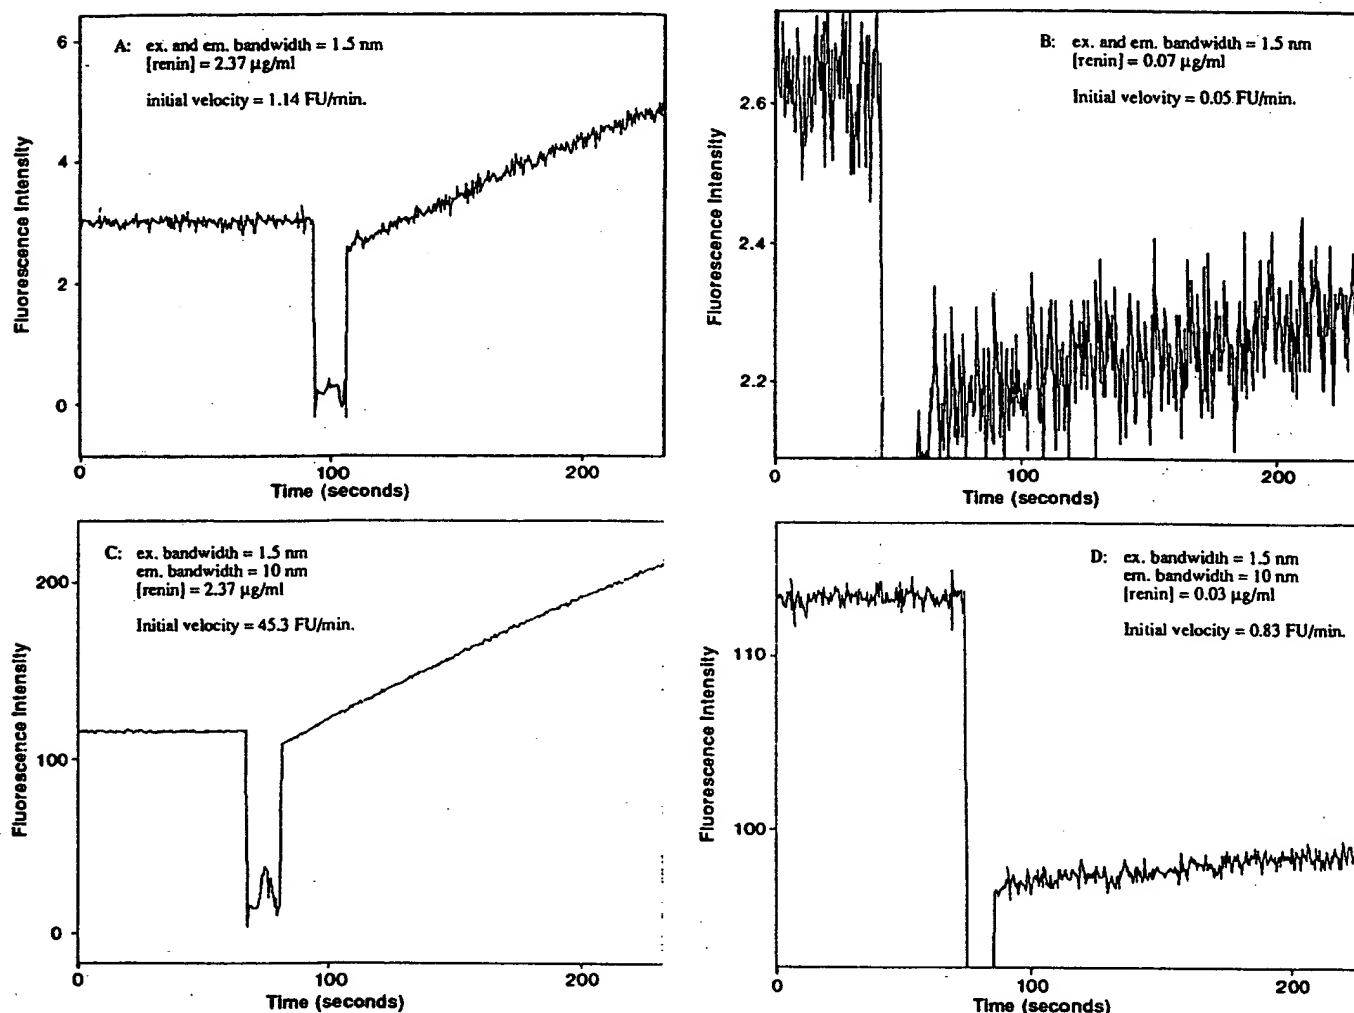 A: ex. and em. bandwidth = 1.5 nm
[renin] = 2.37 µg/ml
initial velocity = 1.14 FU/min.
Fluorescence Intensity
6
4
2
0
0
100
200
Time (seconds)
B: ex. and em. bandwidth = 1.5 nm
[renin] = 0.07 µg/ml
Initial velovity = 0.05 FU/min.
Fluorescence Intensity
2.6
2.4
2.2
0
100
200
Time (seconds)
C: ex. bandwidth = 1.5 nm
em. bandwidth = 10 nm
[renin] = 2.37 µg/ml
Initial velocity = 45.3 FU/min.
Fluorescence Intensity
200
100
0
0
100
200
Time (seconds)
D: ex. bandwidth = 1.5 nm
em. bandwidth = 10 nm
[renin] = 0.03 µg/ml
Initial velocity = 0.83 FU/min.
Fluorescence Intensity
110
100
0
100
200
Time (seconds)